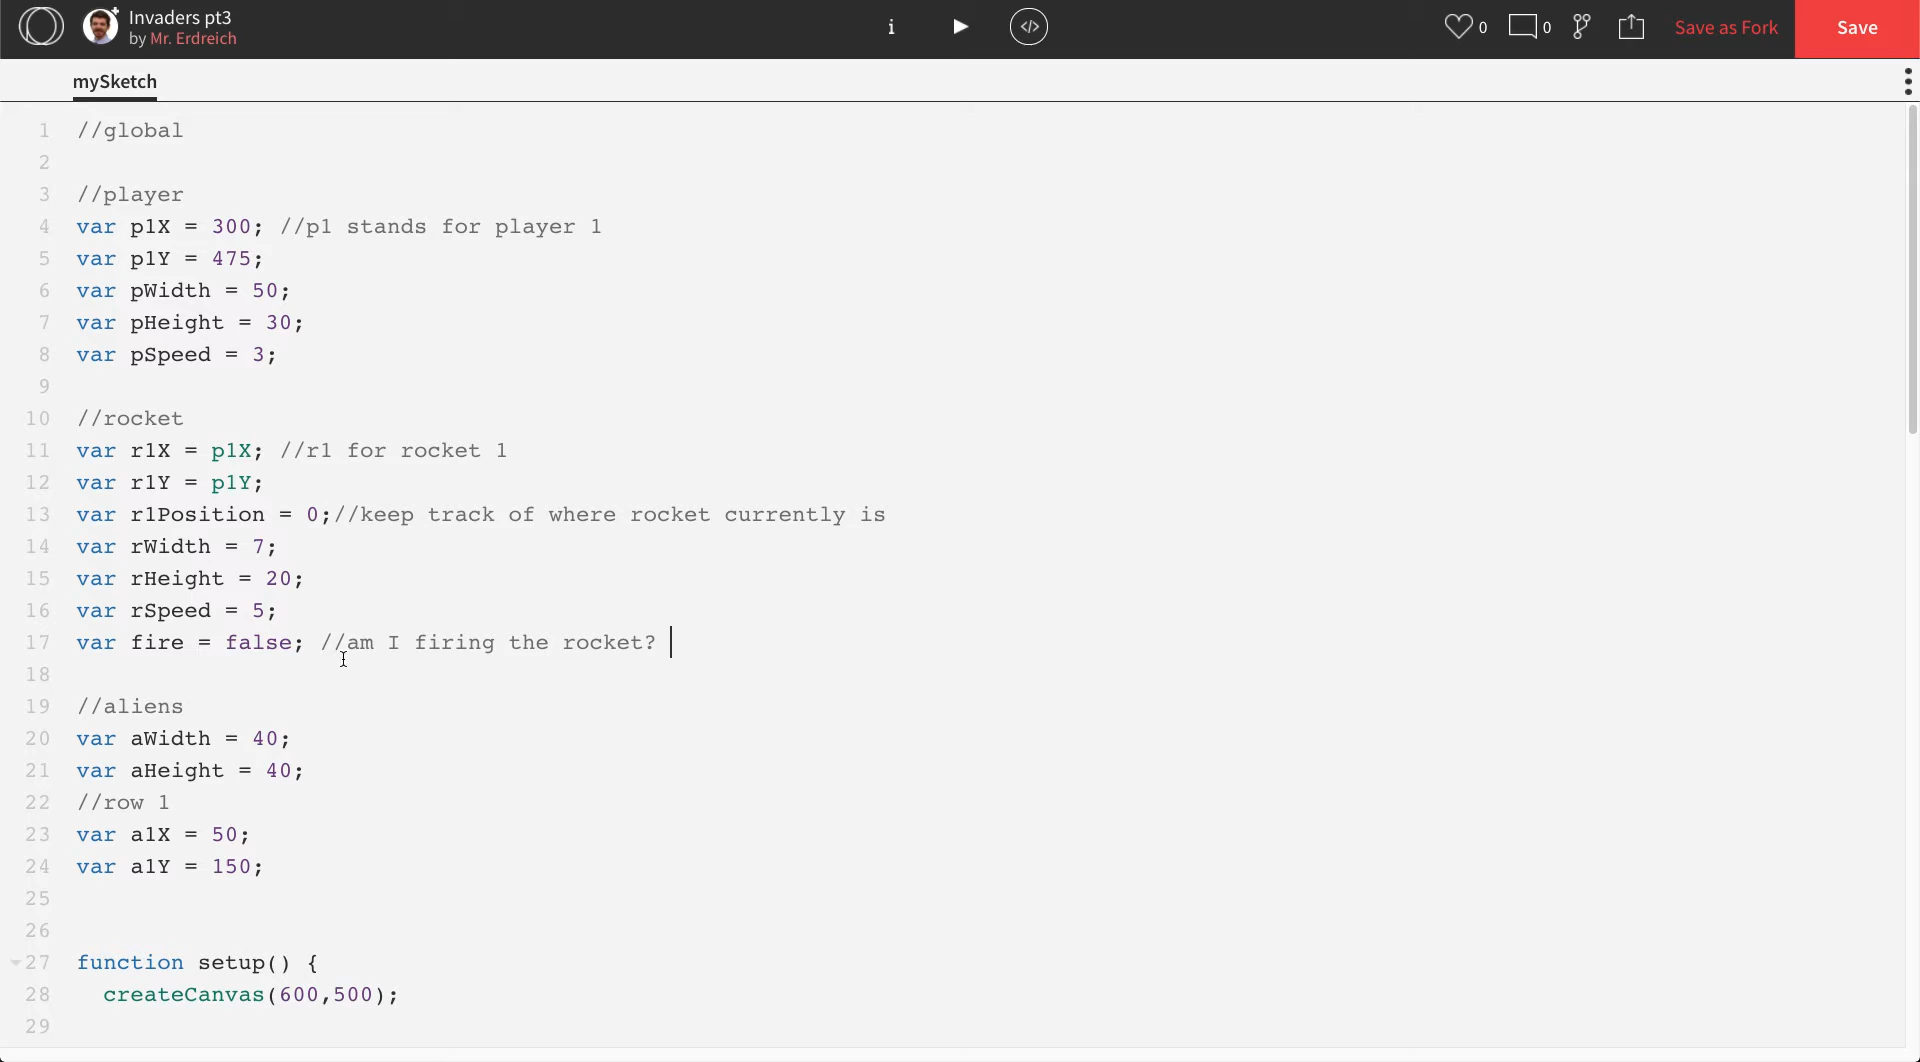 Invaders pt3
by Mr. Erdreich
i
</>
0
0
Save as Fork
Save
mySketch
1 //global
2
3 //player
4 var p1X = 300; //p1 stands for player 1
5 var p1Y = 475;
6 var pWidth = 50;
7 var pHeight = 30;
8 var pSpeed = 3;
9
10 //rocket
11 var r1X = p1X; //r1 for rocket 1
12 var r1Y = p1Y;
13 var r1Position = 0;//keep track of where rocket currently is
14 var rWidth = 7;
15 var rHeight = 20;
16 var rSpeed = 5;
17 var fire = false; //am I firing the rocket?
18
19 //aliens
20 var aWidth = 40;
21 var aHeight = 40;
22 //row 1
23 var a1X = 50;
24 var a1Y = 150;
25
26
27 function setup() {
28   createCanvas(600,500);
29